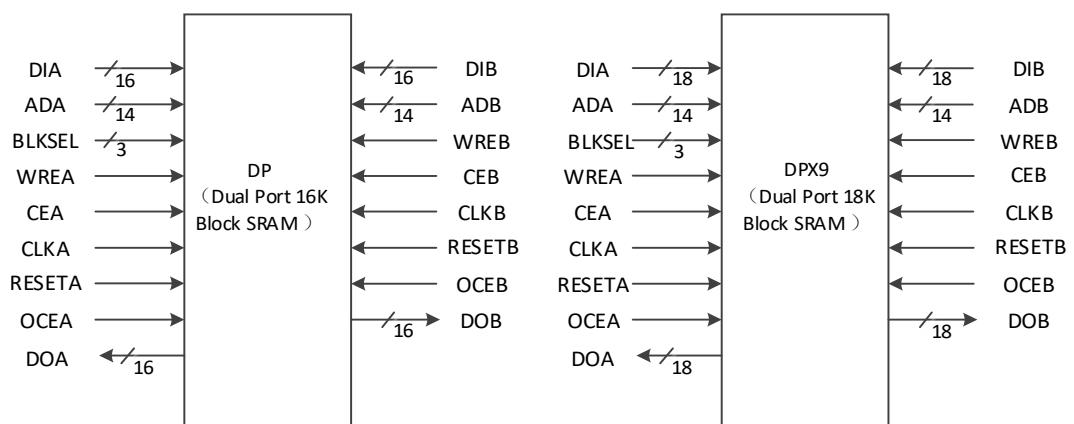 DIA
16
ADA
14
BLKSEL
3
WREA
CEA
CLKA
RESETA
OCEA
DOA
16
DP
（Dual Port 16K
Block SRAM ）
16
DIB
14
ADB
WREB
CEB
CLKB
RESETB
OCEB
16
DOB
DIA
18
ADA
14
BLKSEL
3
WREA
CEA
CLKA
RESETA
OCEA
DOA
18
DPX9
（Dual Port 18K
Block SRAM ）
18
DIB
14
ADB
WREB
CEB
CLKB
RESETB
OCEB
18
DOB